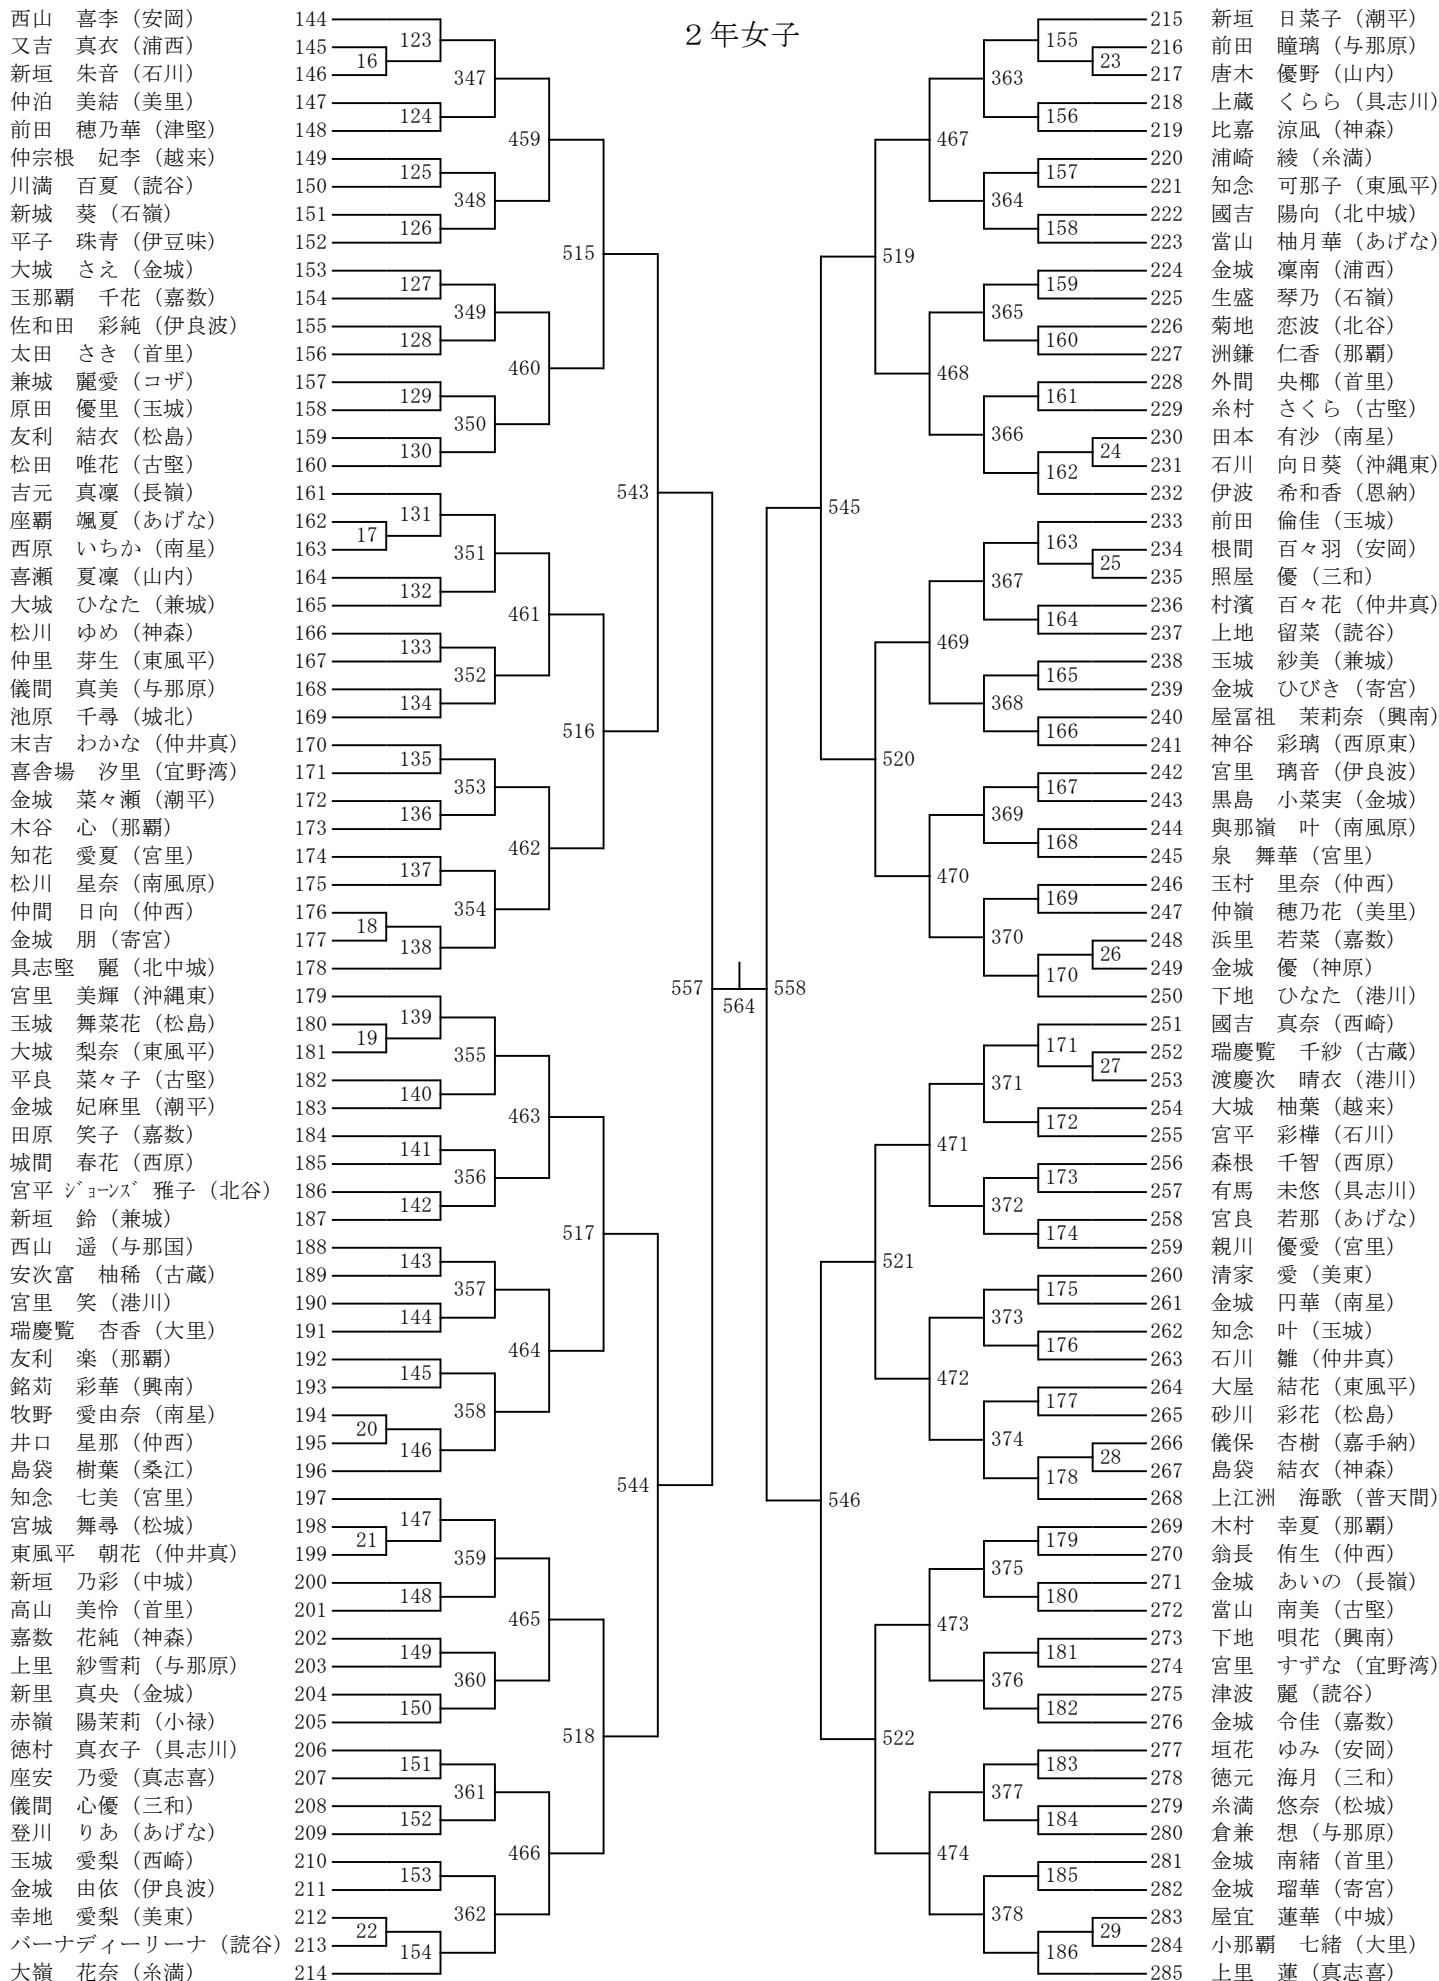 ２年女子
西山　喜李（安岡） 144
又吉　真衣（浦西） 145
新垣　朱音（石川） 146
仲泊　美結（美里） 147
前田　穂乃華（津堅） 148
仲宗根　妃李（越来） 149
川満　百夏（読谷） 150
新城　葵（石嶺） 151
平子　珠青（伊豆味） 152
大城　さえ（金城） 153
玉那覇　千花（嘉数） 154
佐和田　彩純（伊良波） 155
太田　さき（首里） 156
兼城　麗愛（コザ） 157
原田　優里（玉城） 158
友利　結衣（松島） 159
松田　唯花（古堅） 160
吉元　真凜（長嶺） 161
座覇　颯夏（あげな） 162
西原　いちか（南星） 163
喜瀬　夏凜（山内） 164
大城　ひなた（兼城） 165
松川　ゆめ（神森） 166
仲里　芽生（東風平） 167
儀間　真美（与那原） 168
池原　千尋（城北） 169
末吉　わかな（仲井真） 170
喜舎場　汐里（宜野湾） 171
金城　菜々瀬（潮平） 172
木谷　心（那覇） 173
知花　愛夏（宮里） 174
松川　星奈（南風原） 175
仲間　日向（仲西） 176
金城　朋（寄宮） 177
具志堅　麗（北中城） 178
宮里　美輝（沖縄東） 179
玉城　舞菜花（松島） 180
大城　梨奈（東風平） 181
平良　菜々子（古堅） 182
金城　妃麻里（潮平） 183
田原　笑子（嘉数） 184
城間　春花（西原） 185
宮平 ｼﾞｮｰﾝｽﾞ 雅子（北谷） 186
新垣　鈴（兼城） 187
西山　遥（与那国） 188
安次富　柚稀（古蔵） 189
宮里　笑（港川） 190
瑞慶覧　杏香（大里） 191
友利　楽（那覇） 192
銘苅　彩華（興南） 193
牧野　愛由奈（南星） 194
井口　星那（仲西） 195
島袋　樹葉（桑江） 196
知念　七美（宮里） 197
宮城　舞尋（松城） 198
東風平　朝花（仲井真） 199
新垣　乃彩（中城） 200
高山　美怜（首里） 201
嘉数　花純（神森） 202
上里　紗雪莉（与那原） 203
新里　真央（金城） 204
赤嶺　陽茉莉（小禄） 205
徳村　真衣子（具志川） 206
座安　乃愛（真志喜） 207
儀間　心優（三和） 208
登川　りあ（あげな） 209
玉城　愛梨（西崎） 210
金城　由依（伊良波） 211
幸地　愛梨（美東） 212
バーナディーリーナ（読谷） 213
大嶺　花奈（糸満） 214
16
17
18
19
20
21
22
123
124
125
126
127
128
129
130
131
132
133
134
135
136
137
138
139
140
141
142
143
144
145
146
147
148
149
150
151
152
153
154
347
348
349
350
351
352
353
354
355
356
357
358
359
360
361
362
459
460
461
462
463
464
465
466
515
516
517
518
543
544
557
564
558
545
546
519
520
521
522
467
468
469
470
471
472
473
474
363
364
365
366
367
368
369
370
371
372
373
374
375
376
377
378
155
156
157
158
159
160
161
162
163
164
165
166
167
168
169
170
171
172
173
174
175
176
177
178
179
180
181
182
183
184
185
186
23
24
25
26
27
28
29
215 新垣　日菜子（潮平）
216 前田　瞳璃（与那原）
217 唐木　優野（山内）
218 上蔵　くらら（具志川）
219 比嘉　涼凪（神森）
220 浦崎　綾（糸満）
221 知念　可那子（東風平）
222 國吉　陽向（北中城）
223 當山　柚月華（あげな）
224 金城　凜南（浦西）
225 生盛　琴乃（石嶺）
226 菊地　恋波（北谷）
227 洲鎌　仁香（那覇）
228 外間　央梛（首里）
229 糸村　さくら（古堅）
230 田本　有沙（南星）
231 石川　向日葵（沖縄東）
232 伊波　希和香（恩納）
233 前田　倫佳（玉城）
234 根間　百々羽（安岡）
235 照屋　優（三和）
236 村濱　百々花（仲井真）
237 上地　留菜（読谷）
238 玉城　紗美（兼城）
239 金城　ひびき（寄宮）
240 屋冨祖　茉莉奈（興南）
241 神谷　彩璃（西原東）
242 宮里　璃音（伊良波）
243 黒島　小菜実（金城）
244 與那嶺　叶（南風原）
245 泉　舞華（宮里）
246 玉村　里奈（仲西）
247 仲嶺　穂乃花（美里）
248 浜里　若菜（嘉数）
249 金城　優（神原）
250 下地　ひなた（港川）
251 國吉　真奈（西崎）
252 瑞慶覧　千紗（古蔵）
253 渡慶次　晴衣（港川）
254 大城　柚葉（越来）
255 宮平　彩樺（石川）
256 森根　千智（西原）
257 有馬　未悠（具志川）
258 宮良　若那（あげな）
259 親川　優愛（宮里）
260 清家　愛（美東）
261 金城　円華（南星）
262 知念　叶（玉城）
263 石川　雛（仲井真）
264 大屋　結花（東風平）
265 砂川　彩花（松島）
266 儀保　杏樹（嘉手納）
267 島袋　結衣（神森）
268 上江洲　海歌（普天間）
269 木村　幸夏（那覇）
270 翁長　侑生（仲西）
271 金城　あいの（長嶺）
272 當山　南美（古堅）
273 下地　唄花（興南）
274 宮里　すずな（宜野湾）
275 津波　麗（読谷）
276 金城　令佳（嘉数）
277 垣花　ゆみ（安岡）
278 徳元　海月（三和）
279 糸満　悠奈（松城）
280 倉兼　想（与那原）
281 金城　南緒（首里）
282 金城　瑠華（寄宮）
283 屋宜　蓮華（中城）
284 小那覇　七緒（大里）
285 上里　蓮（真志喜）